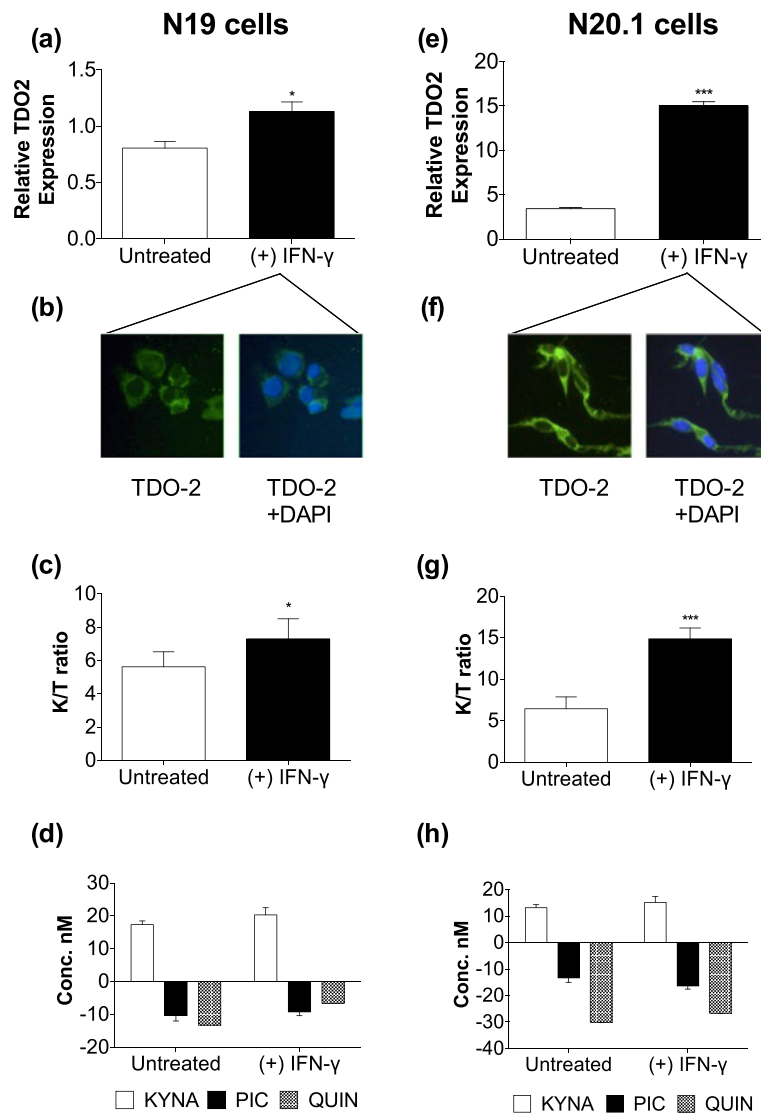 N19 cells
N20.1 cells
(a)
Relative TDO2
Expression
1.5
1.0
0.5
0.0
*
Untreated
(+) IFN-γ
(e)
Relative TDO2
Expression
20
15
10
5
0
***
Untreated
(+) IFN-γ
(b)
TDO-2
TDO-2
+DAPI
(f)
TDO-2
TDO-2
+DAPI
(c)
K/T ratio
10
8
6
4
2
0
*
Untreated
(+) IFN-γ
(g)
K/T ratio
20
15
10
5
0
***
Untreated
(+) IFN-γ
(d)
Conc. nM
30
20
10
0
-10
-20
Untreated
(+) IFN-γ
KYNA PIC QUIN
(h)
Conc. nM
20
10
0
-10
-20
-30
-40
Untreated
(+) IFN-γ
KYNA PIC QUIN